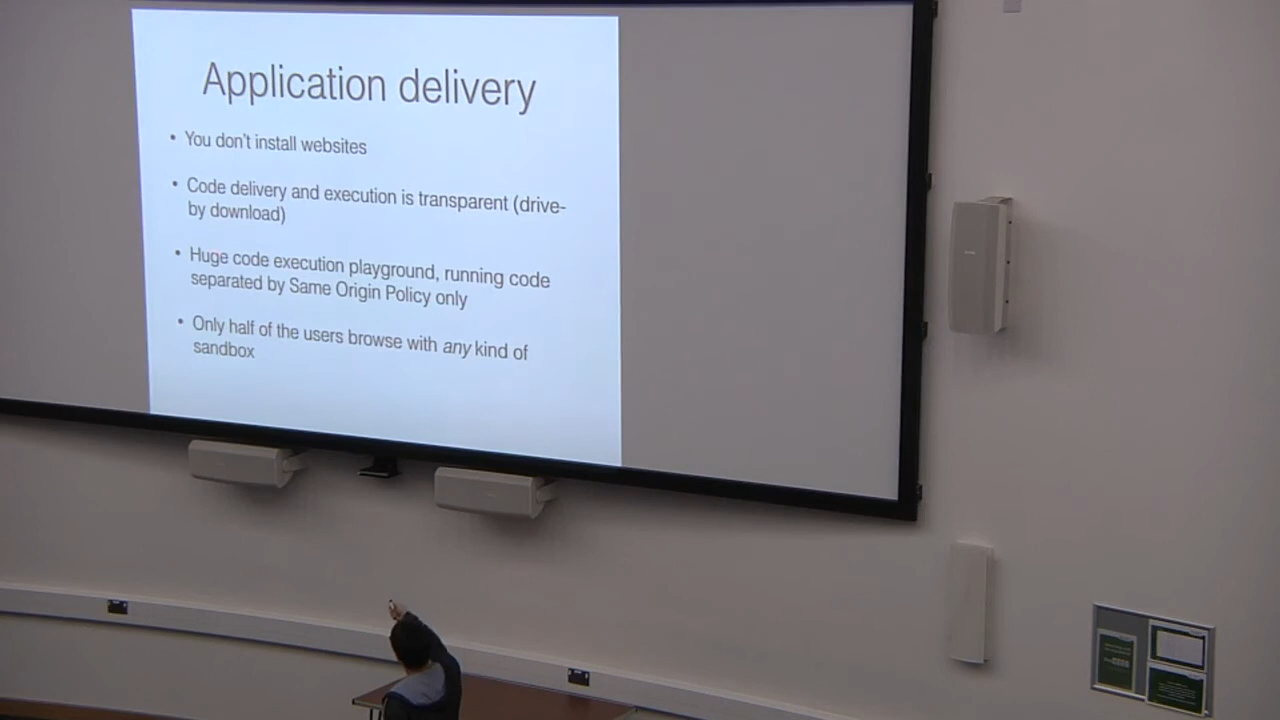 Application delivery
• You don't install websites
• Code delivery and execution is transparent (drive-
by download)
• Huge code execution playground, running code
separated by Same Origin Policy only
• Only half of the users browse with any kind of
sandbox